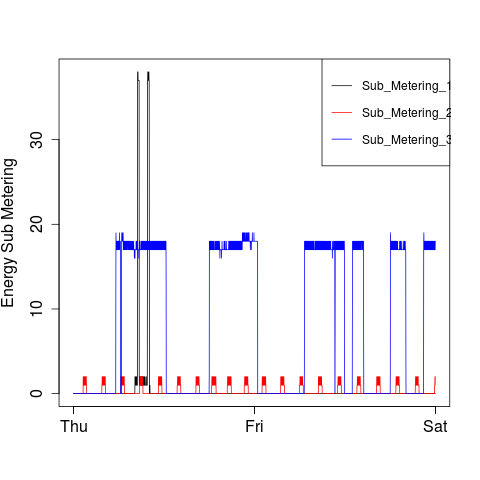 Sub_Metering_1
Sub_Metering_2
Sub_Metering_3
Energy Sub Metering
30
20
10
0
Thu
Fri
Sat